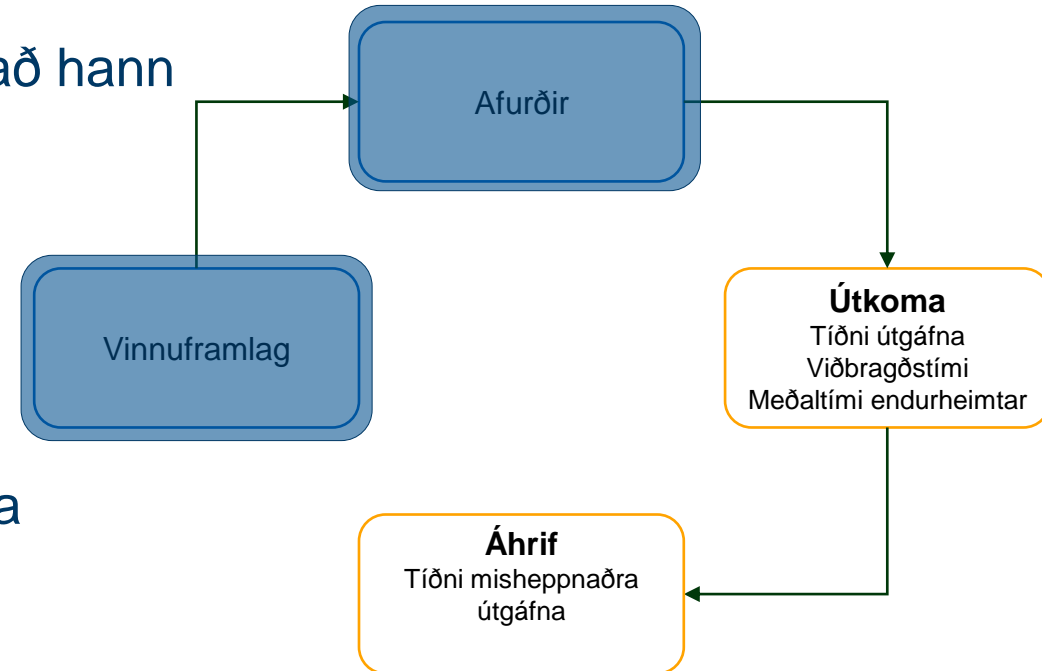 að hann
Afurðir
Vinnuframlag
Útkoma
Tíðni útgáfna
Viðbragðstími
Meðaltími endurheimtar
a
Áhrif
Tíðni misheppnaðra
útgáfna